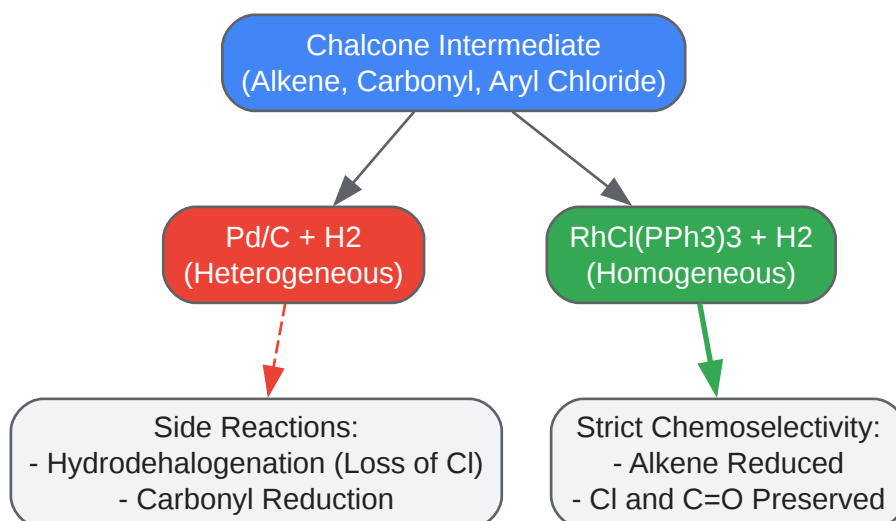 Chalcone Intermediate
(Alkene, Carbonyl, Aryl Chloride)
Pd/C + H2
(Heterogeneous)
RhCl(PPh3)3 + H2
(Homogeneous)
Side Reactions:
- Hydrodehalogenation (Loss of Cl)
- Carbonyl Reduction
Strict Chemoselectivity:
- Alkene Reduced
- Cl and C=O Preserved